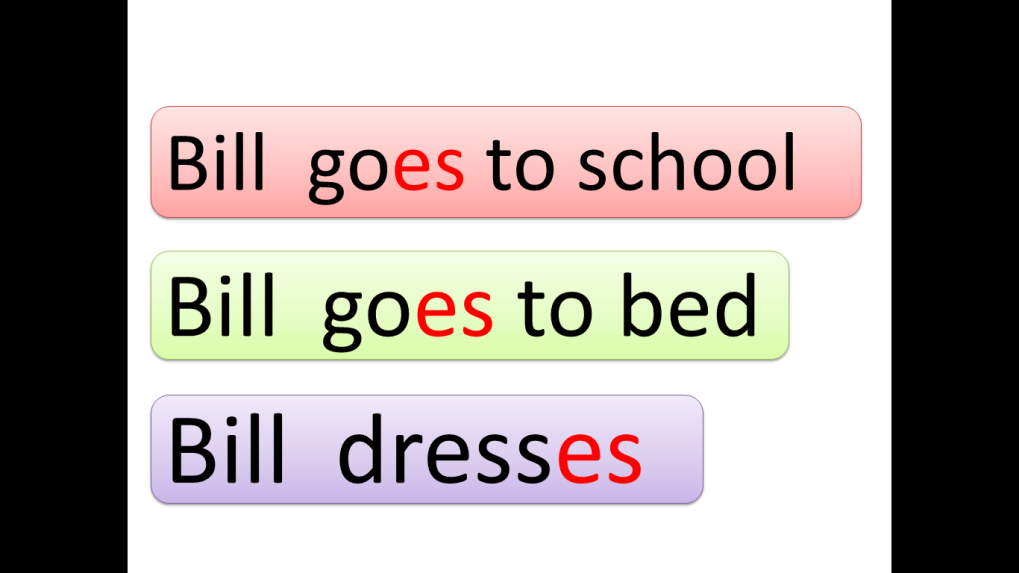 Bill goes to school
Bill goes to bed
Bill dresses